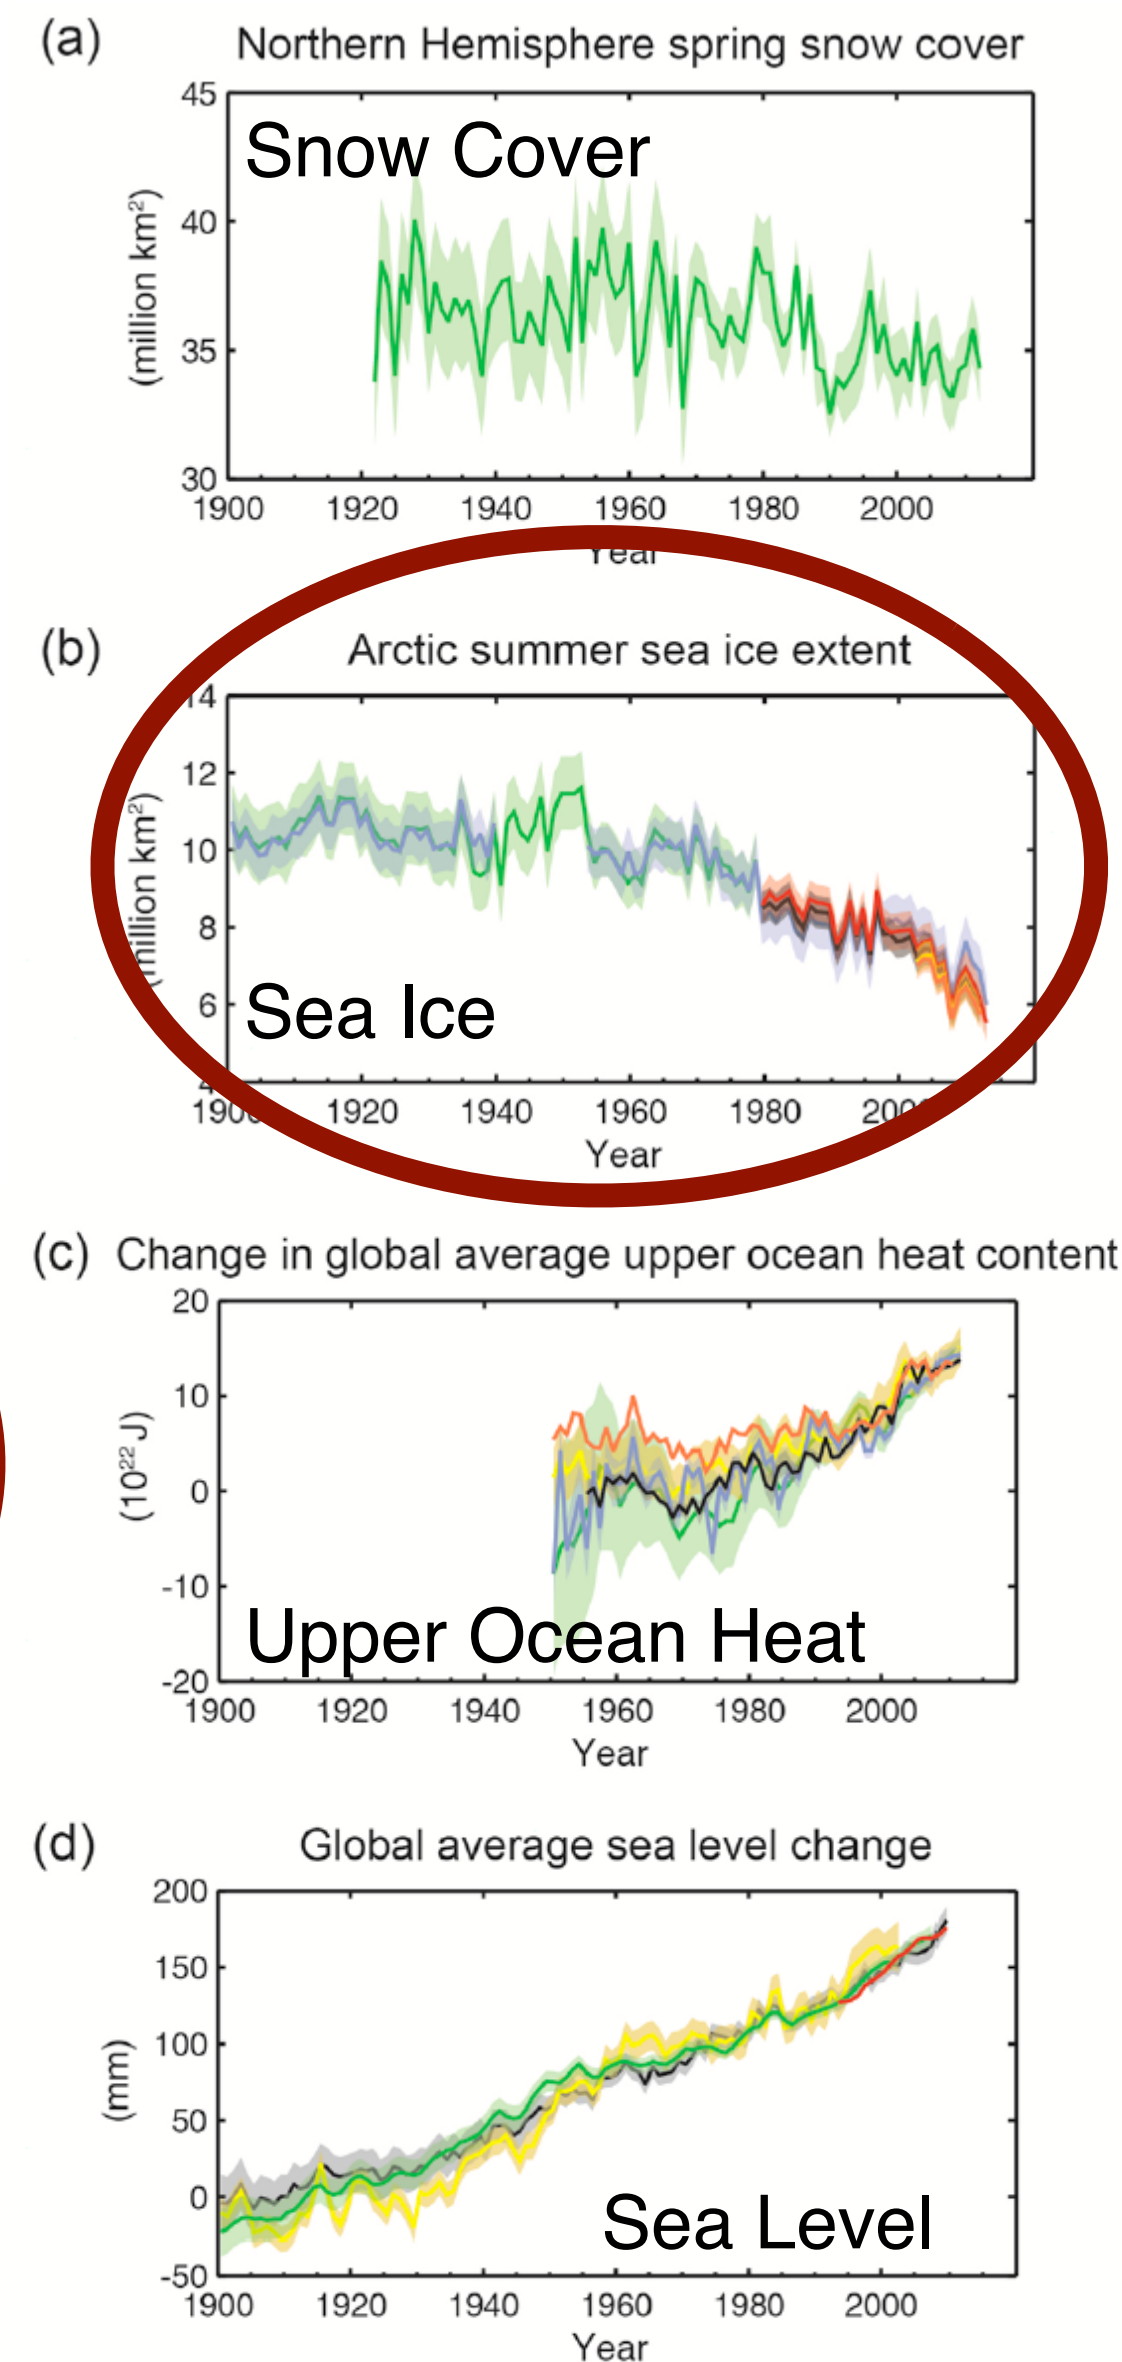 (a) Northern Hemisphere spring snow cover
45
Snow Cover
40
(million km²)
35
30
1900 1920 1940 1960 1980 2000
Year
(b) Arctic summer sea ice extent
14
12
10
(million km²)
8
6
Sea Ice
4
1900 1920 1940 1960 1980 200
Year
(c) Change in global average upper ocean heat content
20
10
(10²² J)
0
-10
Upper Ocean Heat
-20
1900 1920 1940 1960 1980 2000
Year
(d) Global average sea level change
200
150
100
(mm)
50
0
Sea Level
-50
1900 1920 1940 1960 1980 2000
Year